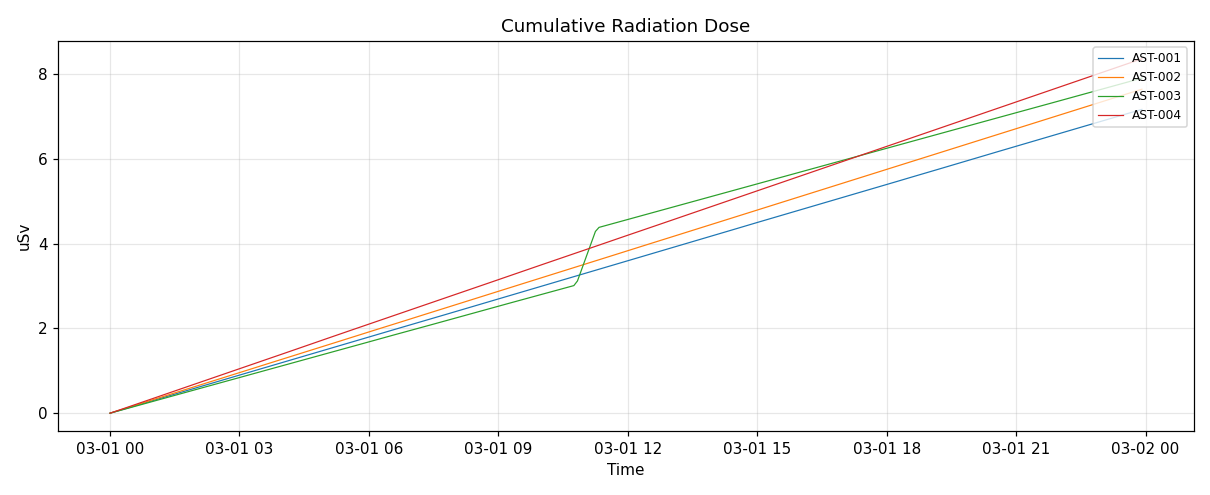 Cumulative Radiation Dose
AST-001
AST-002
AST-003
AST-004
8
6
4
2
0
uSv
03-01 00 03-01 03 03-01 06 03-01 09 03-01 12 03-01 15 03-01 18 03-01 21 03-02 00
Time